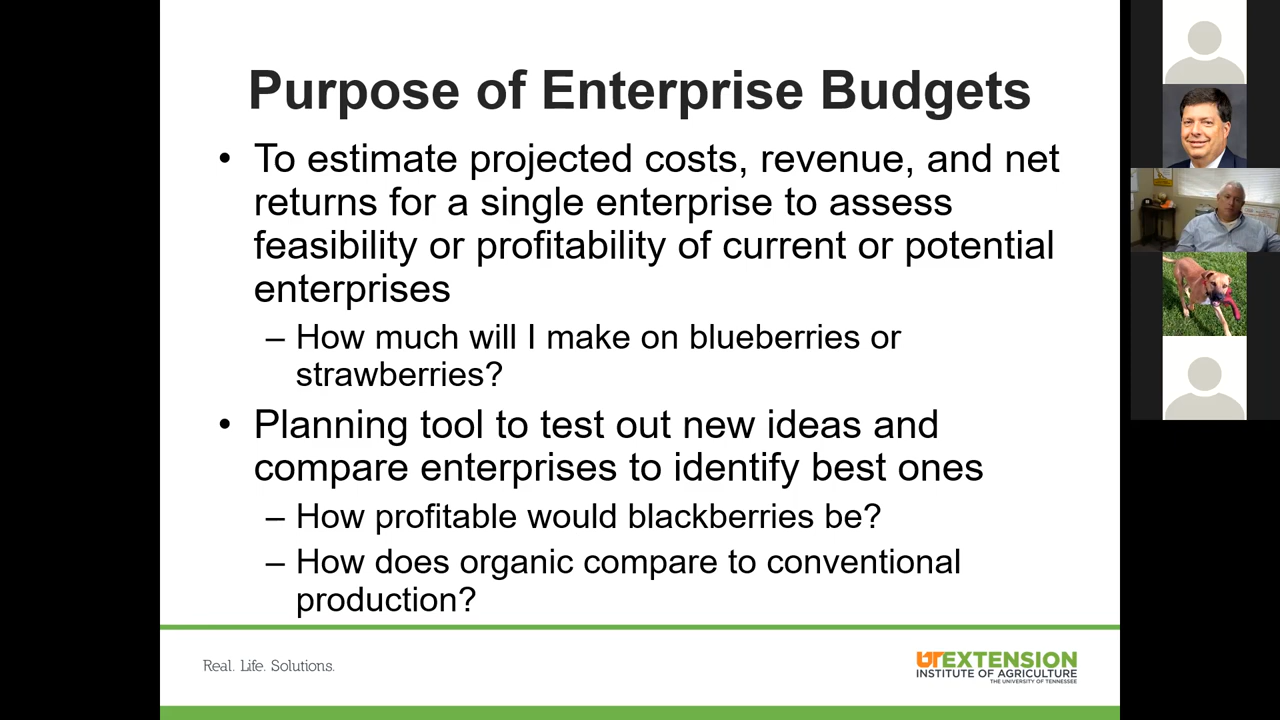 Purpose of Enterprise Budgets
• To estimate projected costs, revenue, and net
returns for a single enterprise to assess
feasibility or profitability of current or potential
enterprises
– How much will I make on blueberries or
strawberries?
• Planning tool to test out new ideas and
compare enterprises to identify best ones
– How profitable would blackberries be?
– How does organic compare to conventional
production?
Real. Life. Solutions.
UTEXTENSION
INSTITUTE OF AGRICULTURE
THE UNIVERSITY OF TENNESSEE